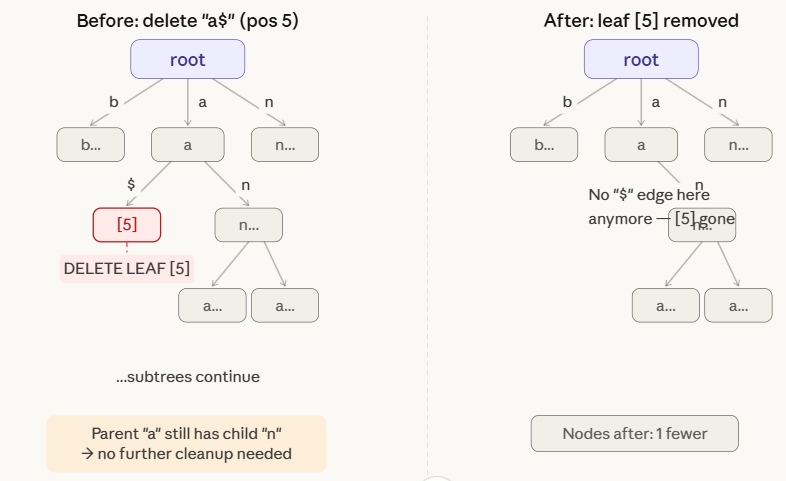 Before: delete "a$" (pos 5)
root
b
a
n
b...
a
n...
$
n
[5]
n...
DELETE LEAF [5]
a...
a...
...subtrees continue
Parent "a" still has child "n"
→ no further cleanup needed
After: leaf [5] removed
root
b
a
n
b...
a
n...
n
No "$" edge here
anymore — [5] gone
n...
a...
a...
Nodes after: 1 fewer